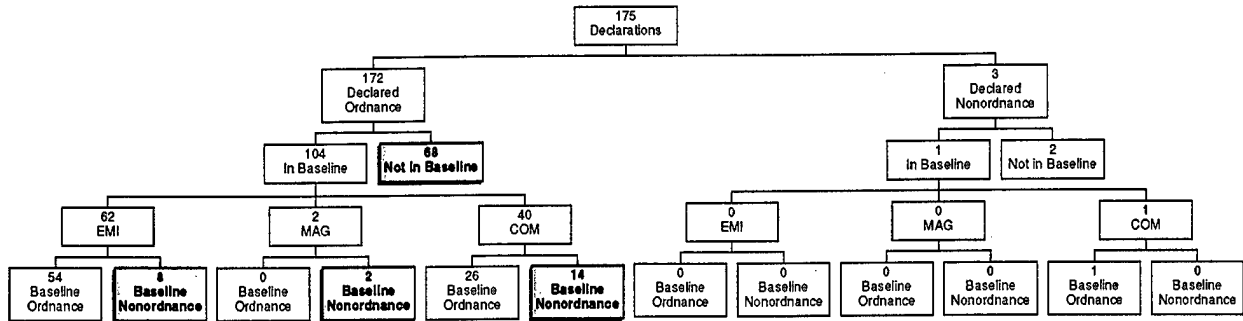 175
Declarations
172
Declared
Ordnance
3
Declared
Nonordnance
104
In Baseline
68
Not in Baseline
1
In Baseline
2
Not in Baseline
62
EMI
2
MAG
40
COM
0
EMI
0
MAG
1
COM
54
Baseline
Ordnance
8
Baseline
Nonordnance
0
Baseline
Ordnance
2
Baseline
Nonordnance
26
Baseline
Ordnance
14
Baseline
Nonordnance
0
Baseline
Ordnance
0
Baseline
Nonordnance
0
Baseline
Ordnance
0
Baseline
Nonordnance
1
Baseline
Ordnance
0
Baseline
Nonordnance